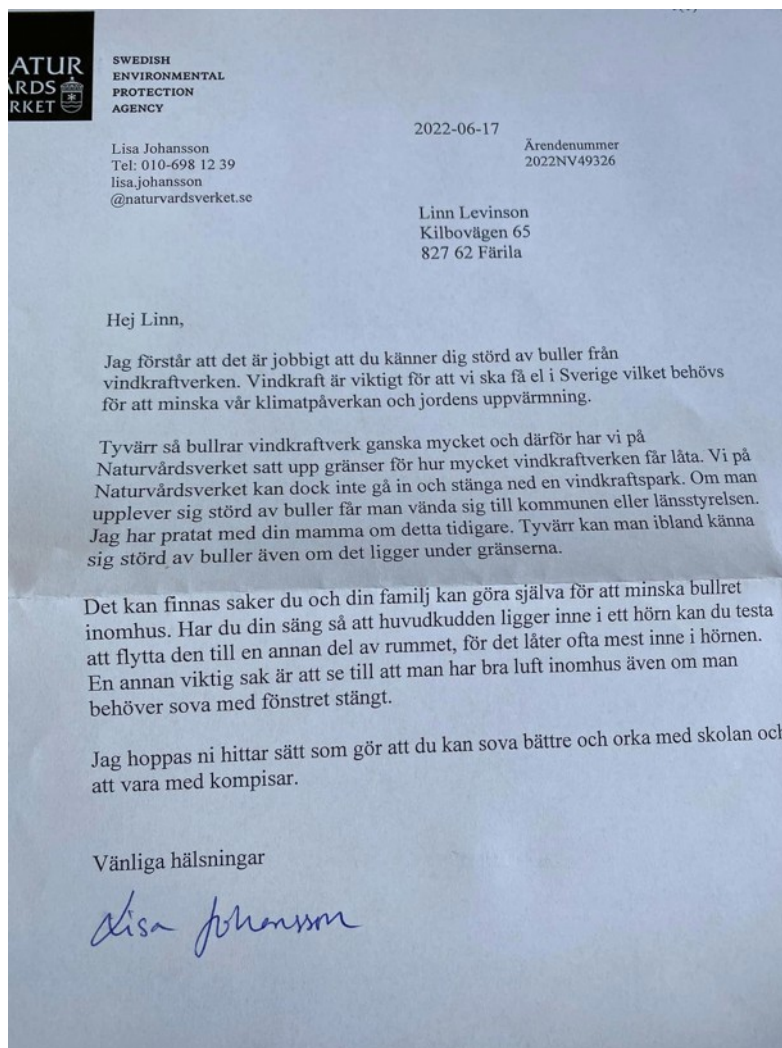 ATUR
RDS
RKET
SWEDISH
ENVIRONMENTAL
PROTECTION
AGENCY
2022-06-17
Lisa Johansson
Tel: 010-698 12 39
lisa.johansson
@naturvardsverket.se
Ärendenummer
2022NV49326
Linn Levinson
Kilbovägen 65
827 62 Färila
Hej Linn,
Jag förstår att det är jobbigt att du känner dig störd av buller från
vindkraftverken. Vindkraft är viktigt för att vi ska få el i Sverige vilket behövs
för att minska vår klimatpåverkan och jordens uppvärmning.
Tyvärr så bullrar vindkraftverk ganska mycket och därför har vi på
Naturvårdsverket satt upp gränser för hur mycket vindkraftverken får låta. Vi på
Naturvårdsverket kan dock inte gå in och stänga ned en vindkraftspark. Om man
upplever sig störd av buller får man vända sig till kommunen eller länsstyrelsen.
Jag har pratat med din mamma om detta tidigare. Tyvärr kan man ibland känna
sig störd av buller även om det ligger under gränserna.
Det kan finnas saker du och din familj kan göra själva för att minska bullret
inomhus. Har du din säng så att huvudkudden ligger inne i ett hörn kan du testa
att flytta den till en annan del av rummet, för det låter ofta mest inne i hörnen.
En annan viktig sak är att se till att man har bra luft inomhus även om man
behöver sova med fönstret stängt.
Jag hoppas ni hittar sätt som gör att du kan sova bättre och orka med skolan och
att vara med kompisar.
Vänliga hälsningar
Lisa Johansson